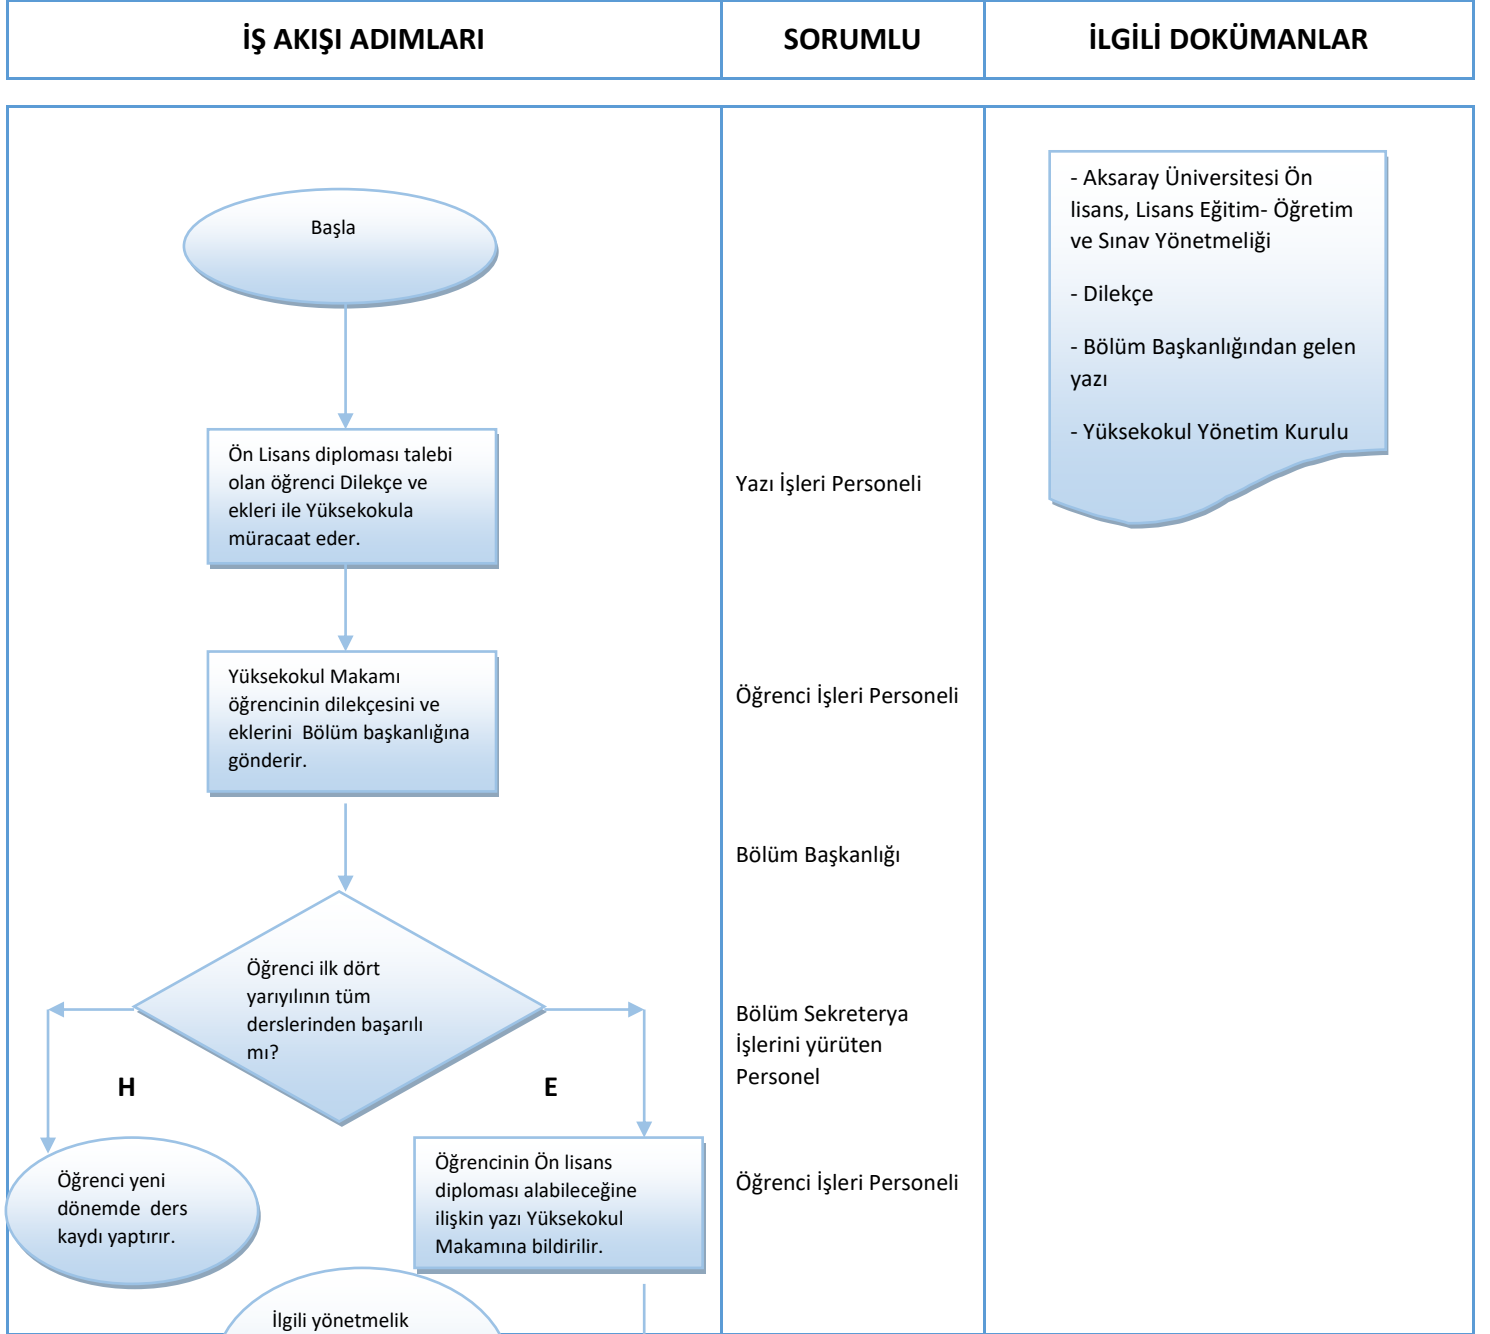 İŞ AKIŞI ADIMLARI
SORUMLU
İLGİLİ DOKÜMANLAR
Başla
Ön Lisans diploması talebi
olan öğrenci Dilekçe ve
ekleri ile Yüksekokula
müracaat eder.
Yüksekokul Makamı
öğrencinin dilekçesini ve
eklerini  Bölüm başkanlığına
gönderir.
Öğrenci ilk dört
yarıyılının tüm
derslerinden başarılı
mı?
H
E
Öğrenci yeni
dönemde  ders
kaydı yaptırır.
Öğrencinin Ön lisans
diploması alabileceğine
ilişkin yazı Yüksekokul
Makamına bildirilir.
İlgili yönetmelik
Yazı İşleri Personeli
Öğrenci İşleri Personeli
Bölüm Başkanlığı
Bölüm Sekreterya
İşlerini yürüten
Personel
Öğrenci İşleri Personeli
- Aksaray Üniversitesi Ön
lisans, Lisans Eğitim- Öğretim
ve Sınav Yönetmeliği
- Dilekçe
- Bölüm Başkanlığından gelen
yazı
- Yüksekokul Yönetim Kurulu